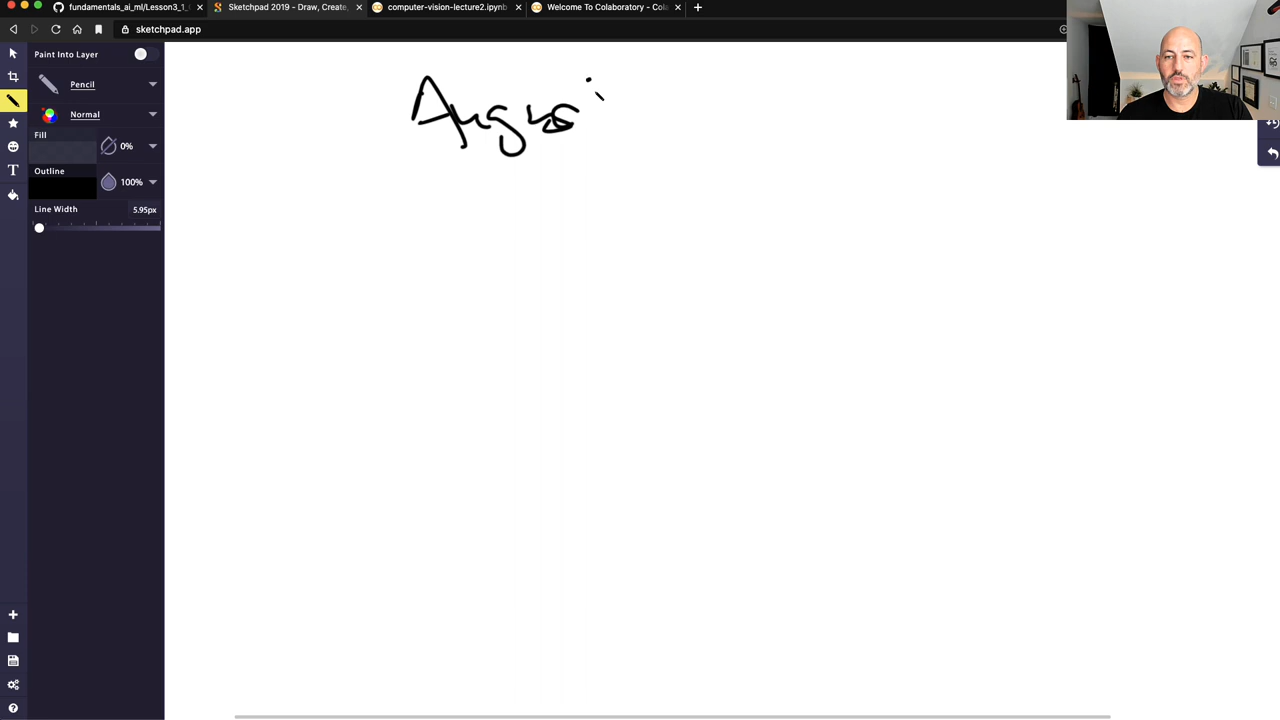 fundamentals_ai_ml/Lesson3_1_ Sketchpad 2019 - Draw, Create, computer-vision-lecture2.ipynb Welcome To Colaboratory - Cola
sketchpad.app
Paint Into Layer
Pencil
Normal
Fill
0%
Outline
100%
Line Width 5.95px
Augus